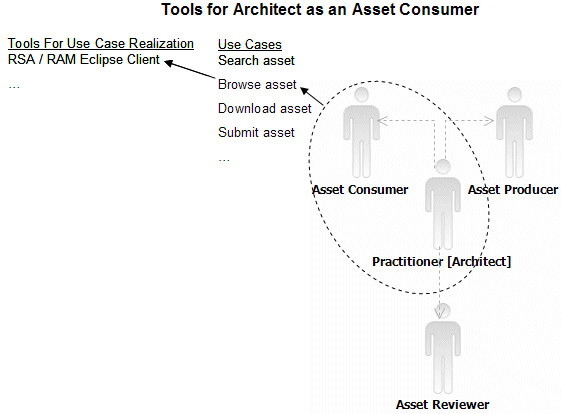 Tools for Architect as an Asset Consumer
Tools For Use Case Realization
RSA / RAM Eclipse Client
...
Use Cases
Search asset
Browse asset
Download asset
Submit asset
...
Asset Consumer
Asset Producer
Practitioner [Architect]
Asset Reviewer